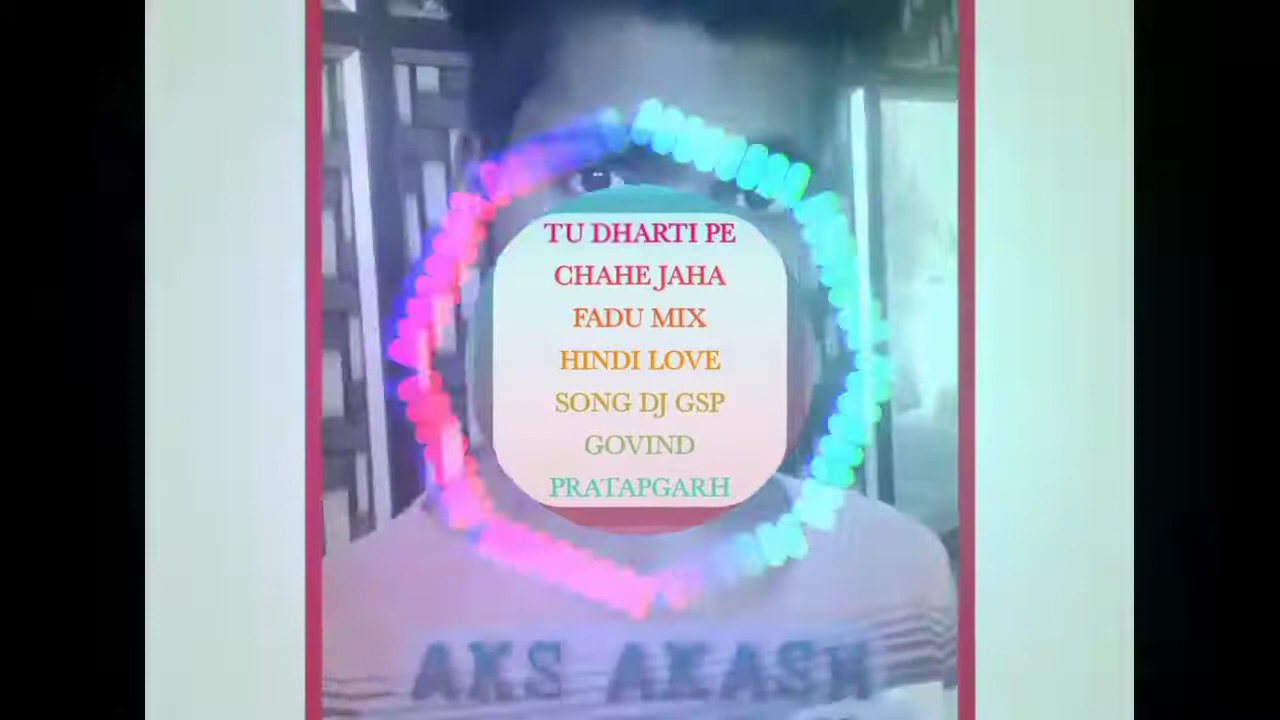 TU DHARTI PE
CHAHE JAHA
FADU MIX
HINDI LOVE
SONG DJ GSP
GOVIND
PRATAPGARH
AKS AKASH